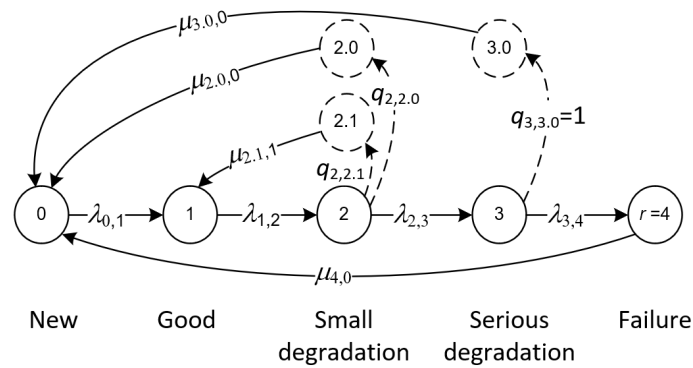 μ3.0,0
2.0
3.0
μ2.0,0
q2,2.0
2.1
q3,3.0=1
μ2.1,1
q2,2.1
0 λ0,1 1 λ1,2 2 λ2,3 3 λ3,4 r =4
μ4,0
New Good Small Serious Failure
degradation degradation